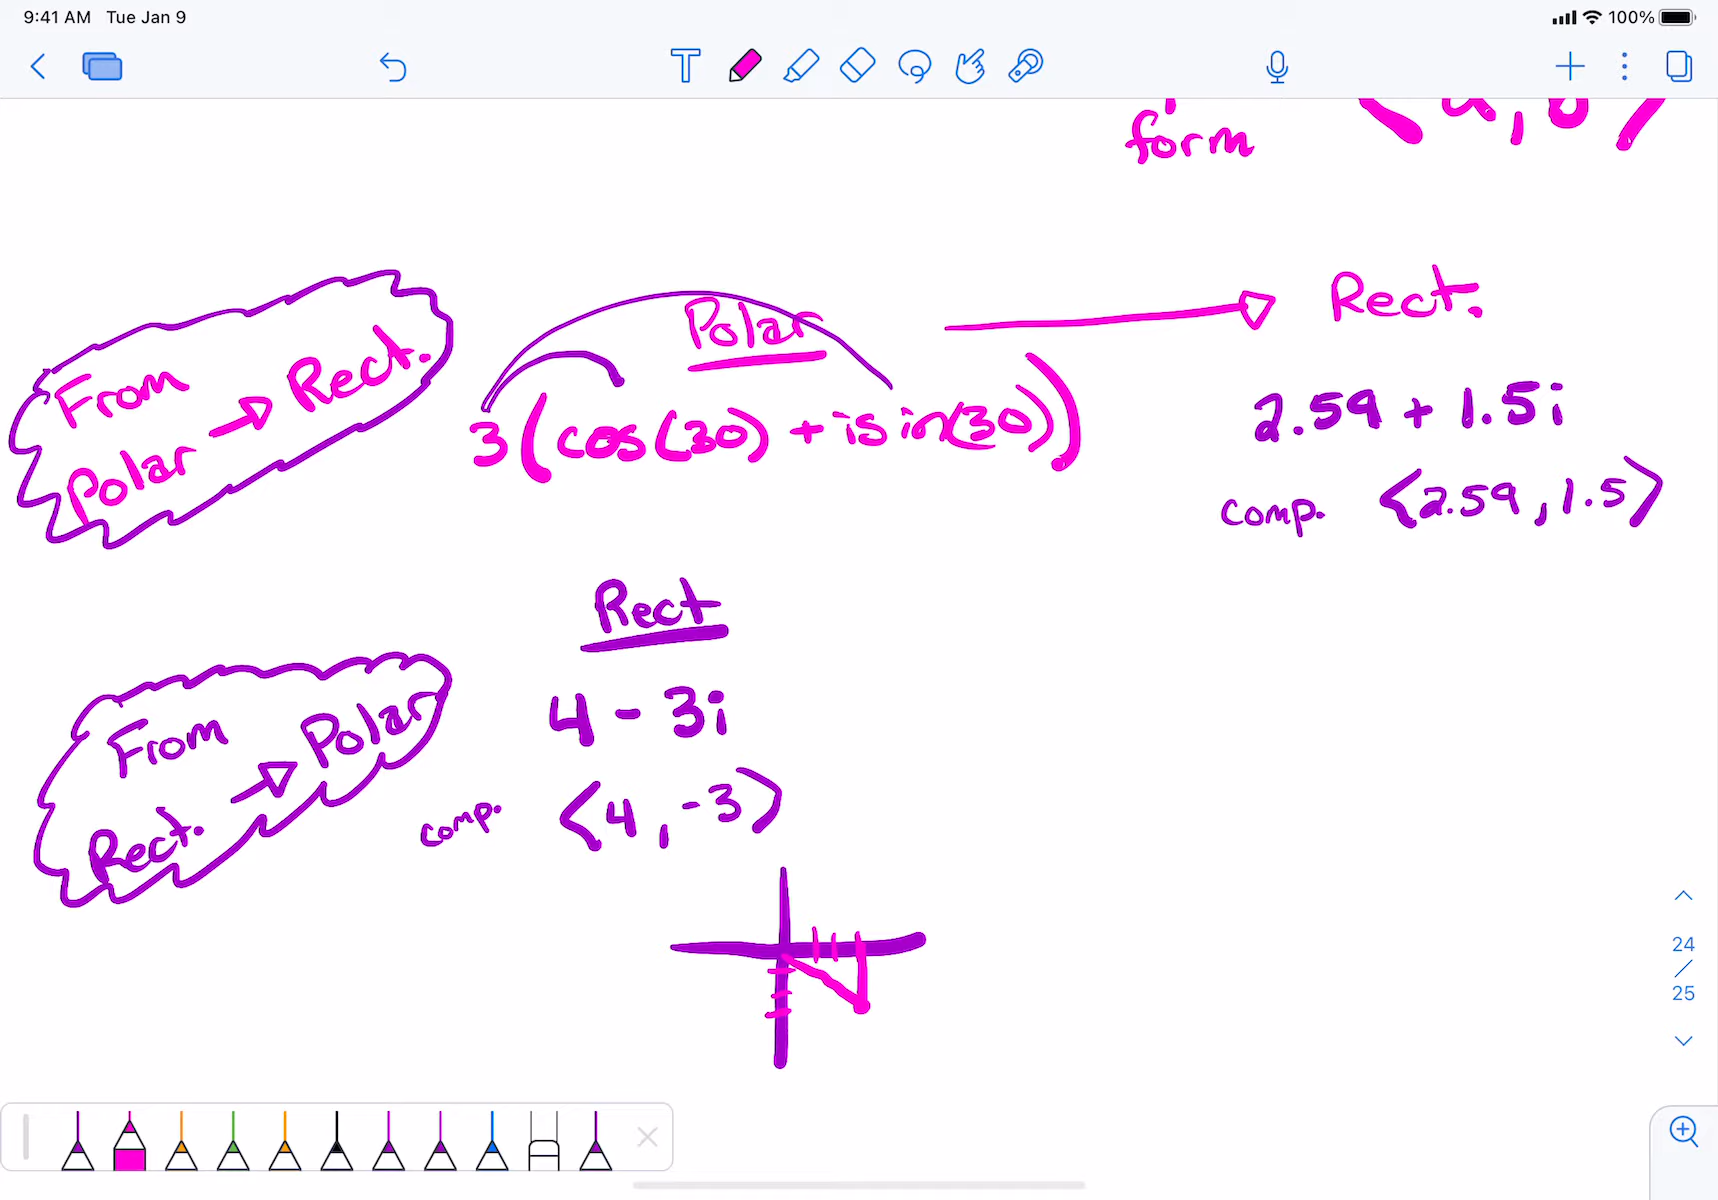 9:41 AM Tue Jan 9
100%
T
form
Polar
Rect.
From
Polar → Rect.
3(cos(30) + isin(30))
2.59 + 1.5i
comp. ⟨2.59, 1.5⟩
Rect
4 - 3i
From
Rect. → Polar
comp. ⟨4, -3⟩
24
/
25